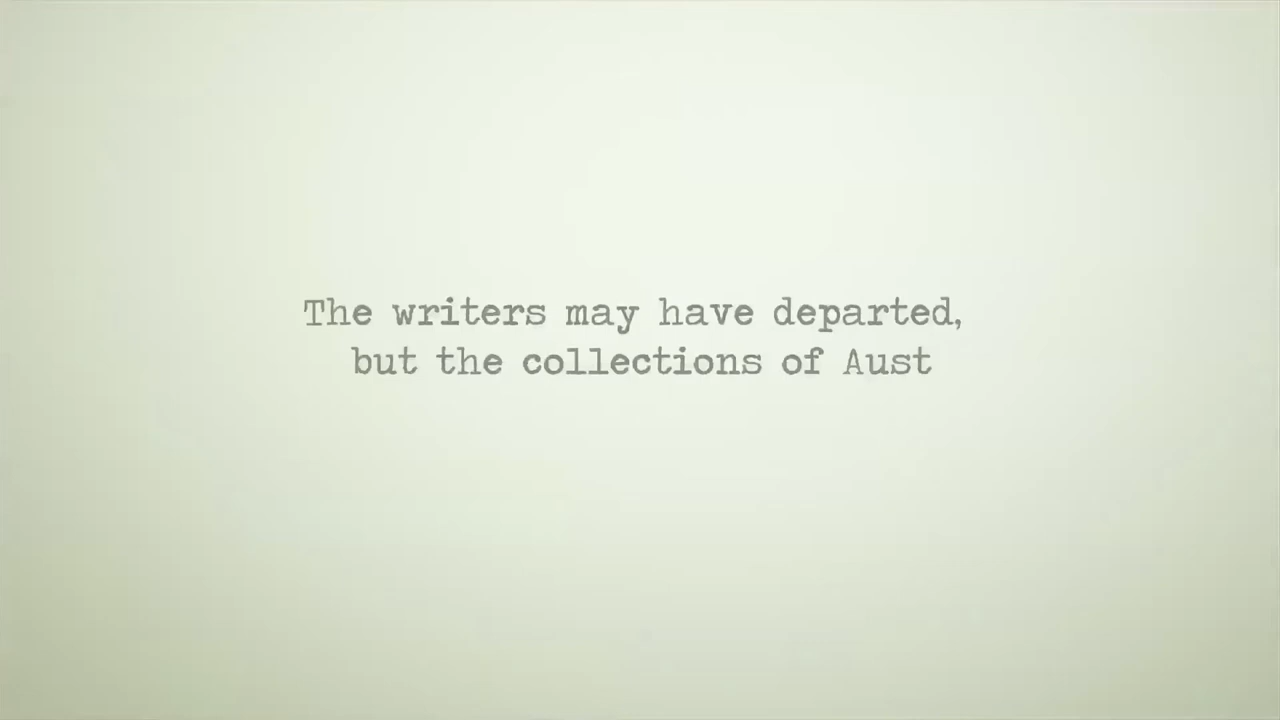 The writers may have departed,
but the collections of Aust